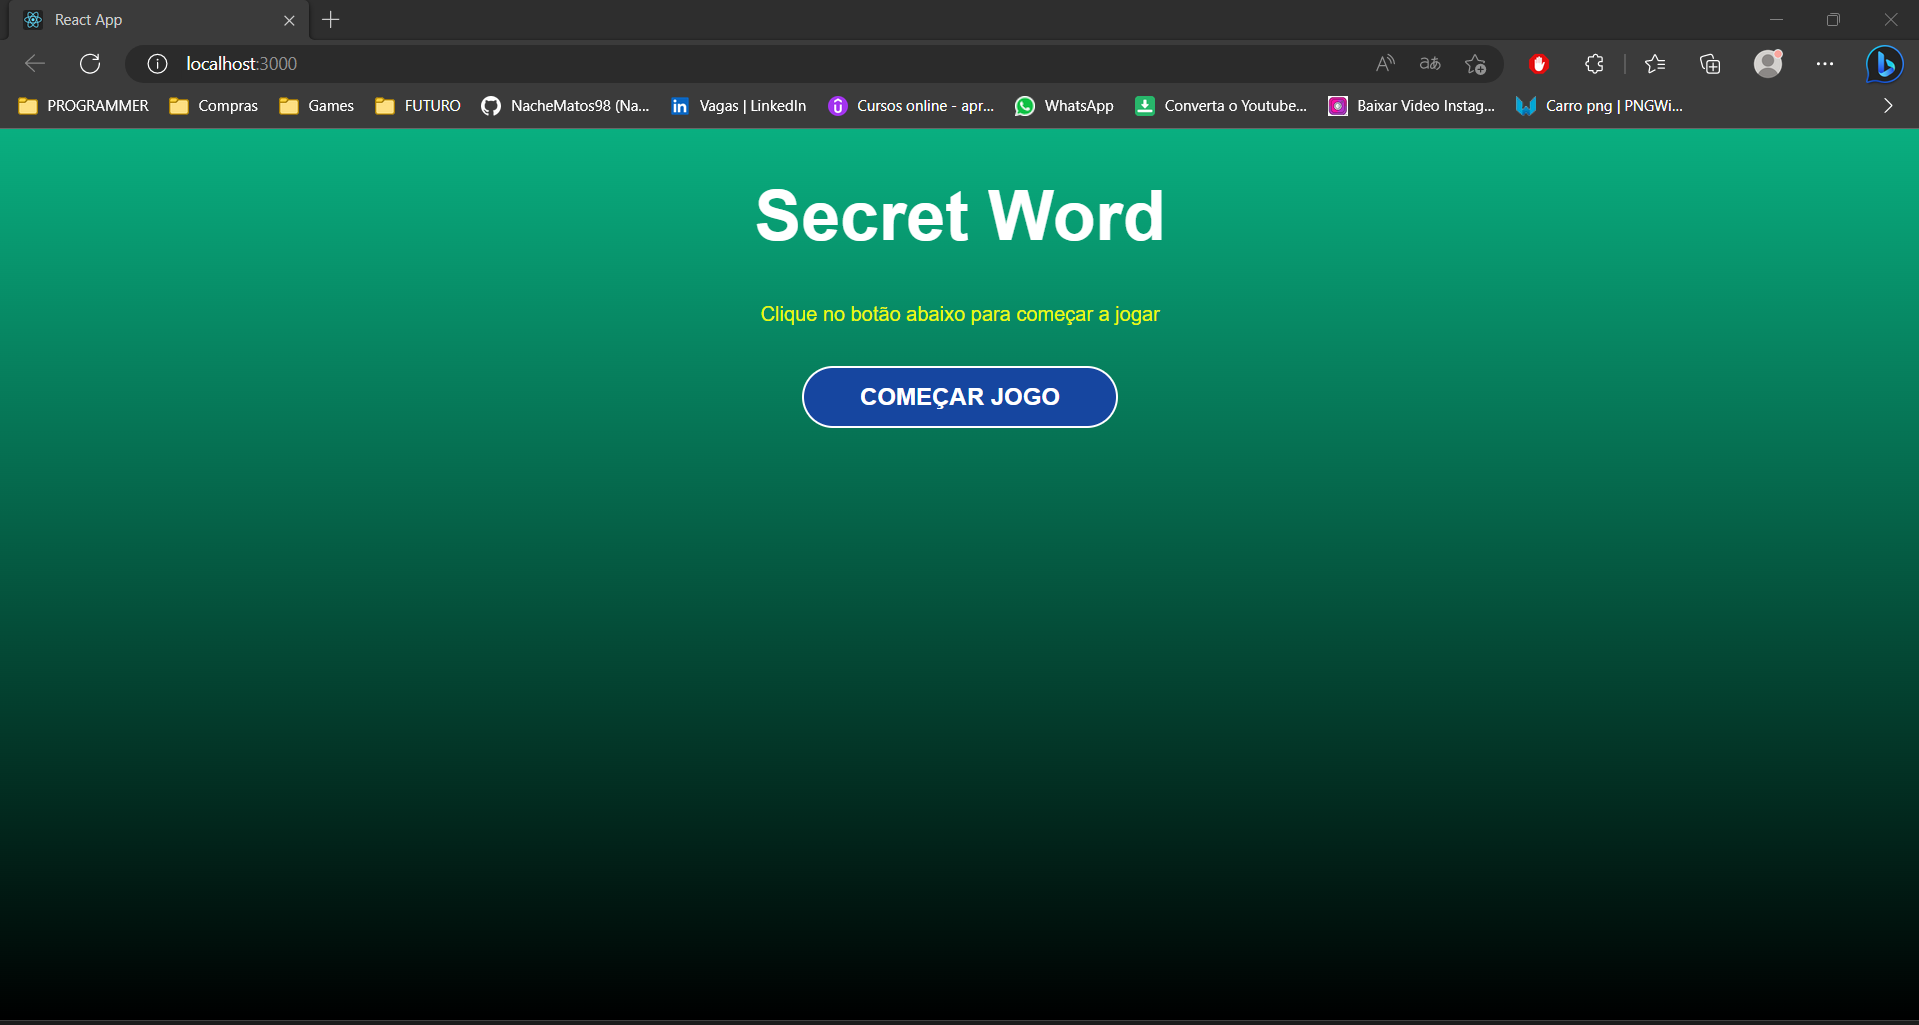 React App
localhost:3000
PROGRAMMER Compras Games FUTURO NacheMatos98 (Na... Vagas | LinkedIn Cursos online - apr... WhatsApp Converta o Youtube... Baixar Video Instag... Carro png | PNGWi...
Secret Word
Clique no botão abaixo para começar a jogar
COMEÇAR JOGO